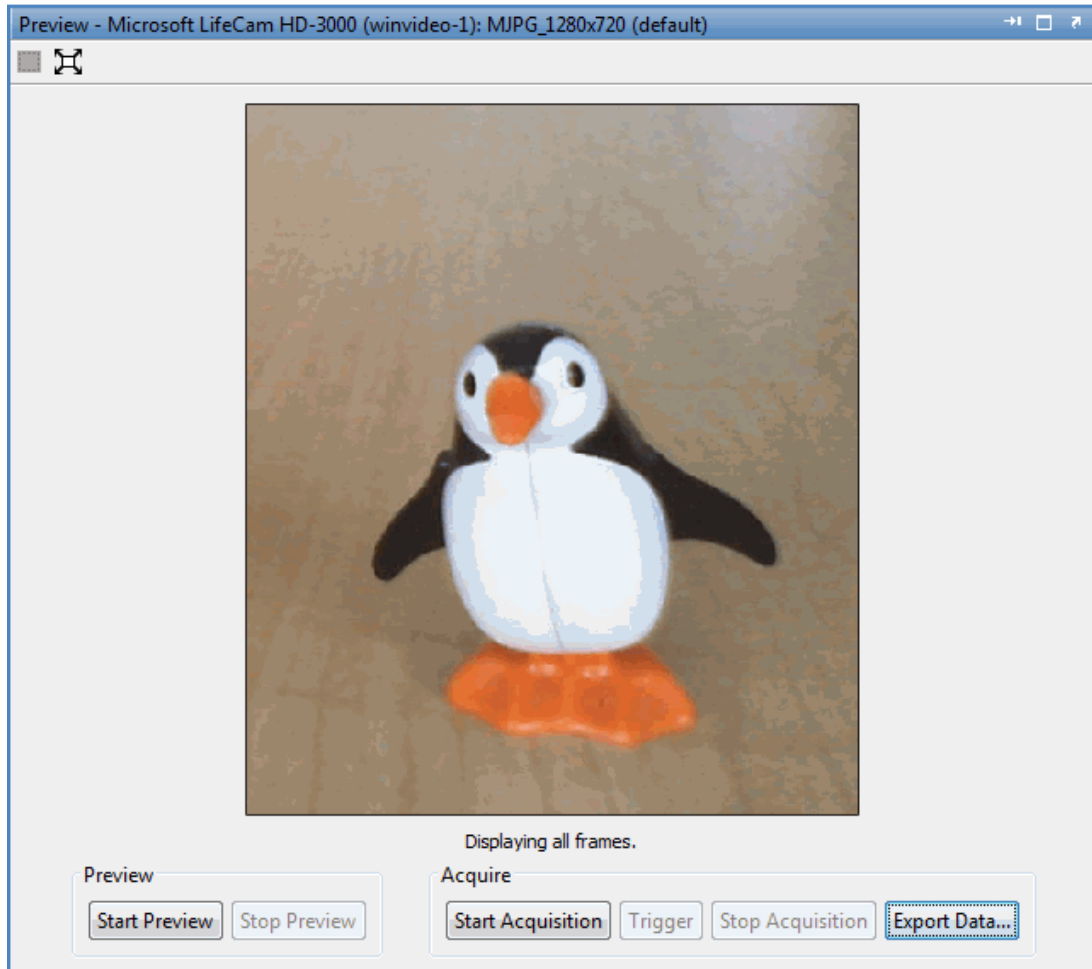 Preview - Microsoft LifeCam HD-3000 (winvideo-1): MJPG_1280x720 (default)
Displaying all frames.
Preview
Start Preview Stop Preview
Acquire
Start Acquisition Trigger Stop Acquisition Export Data...